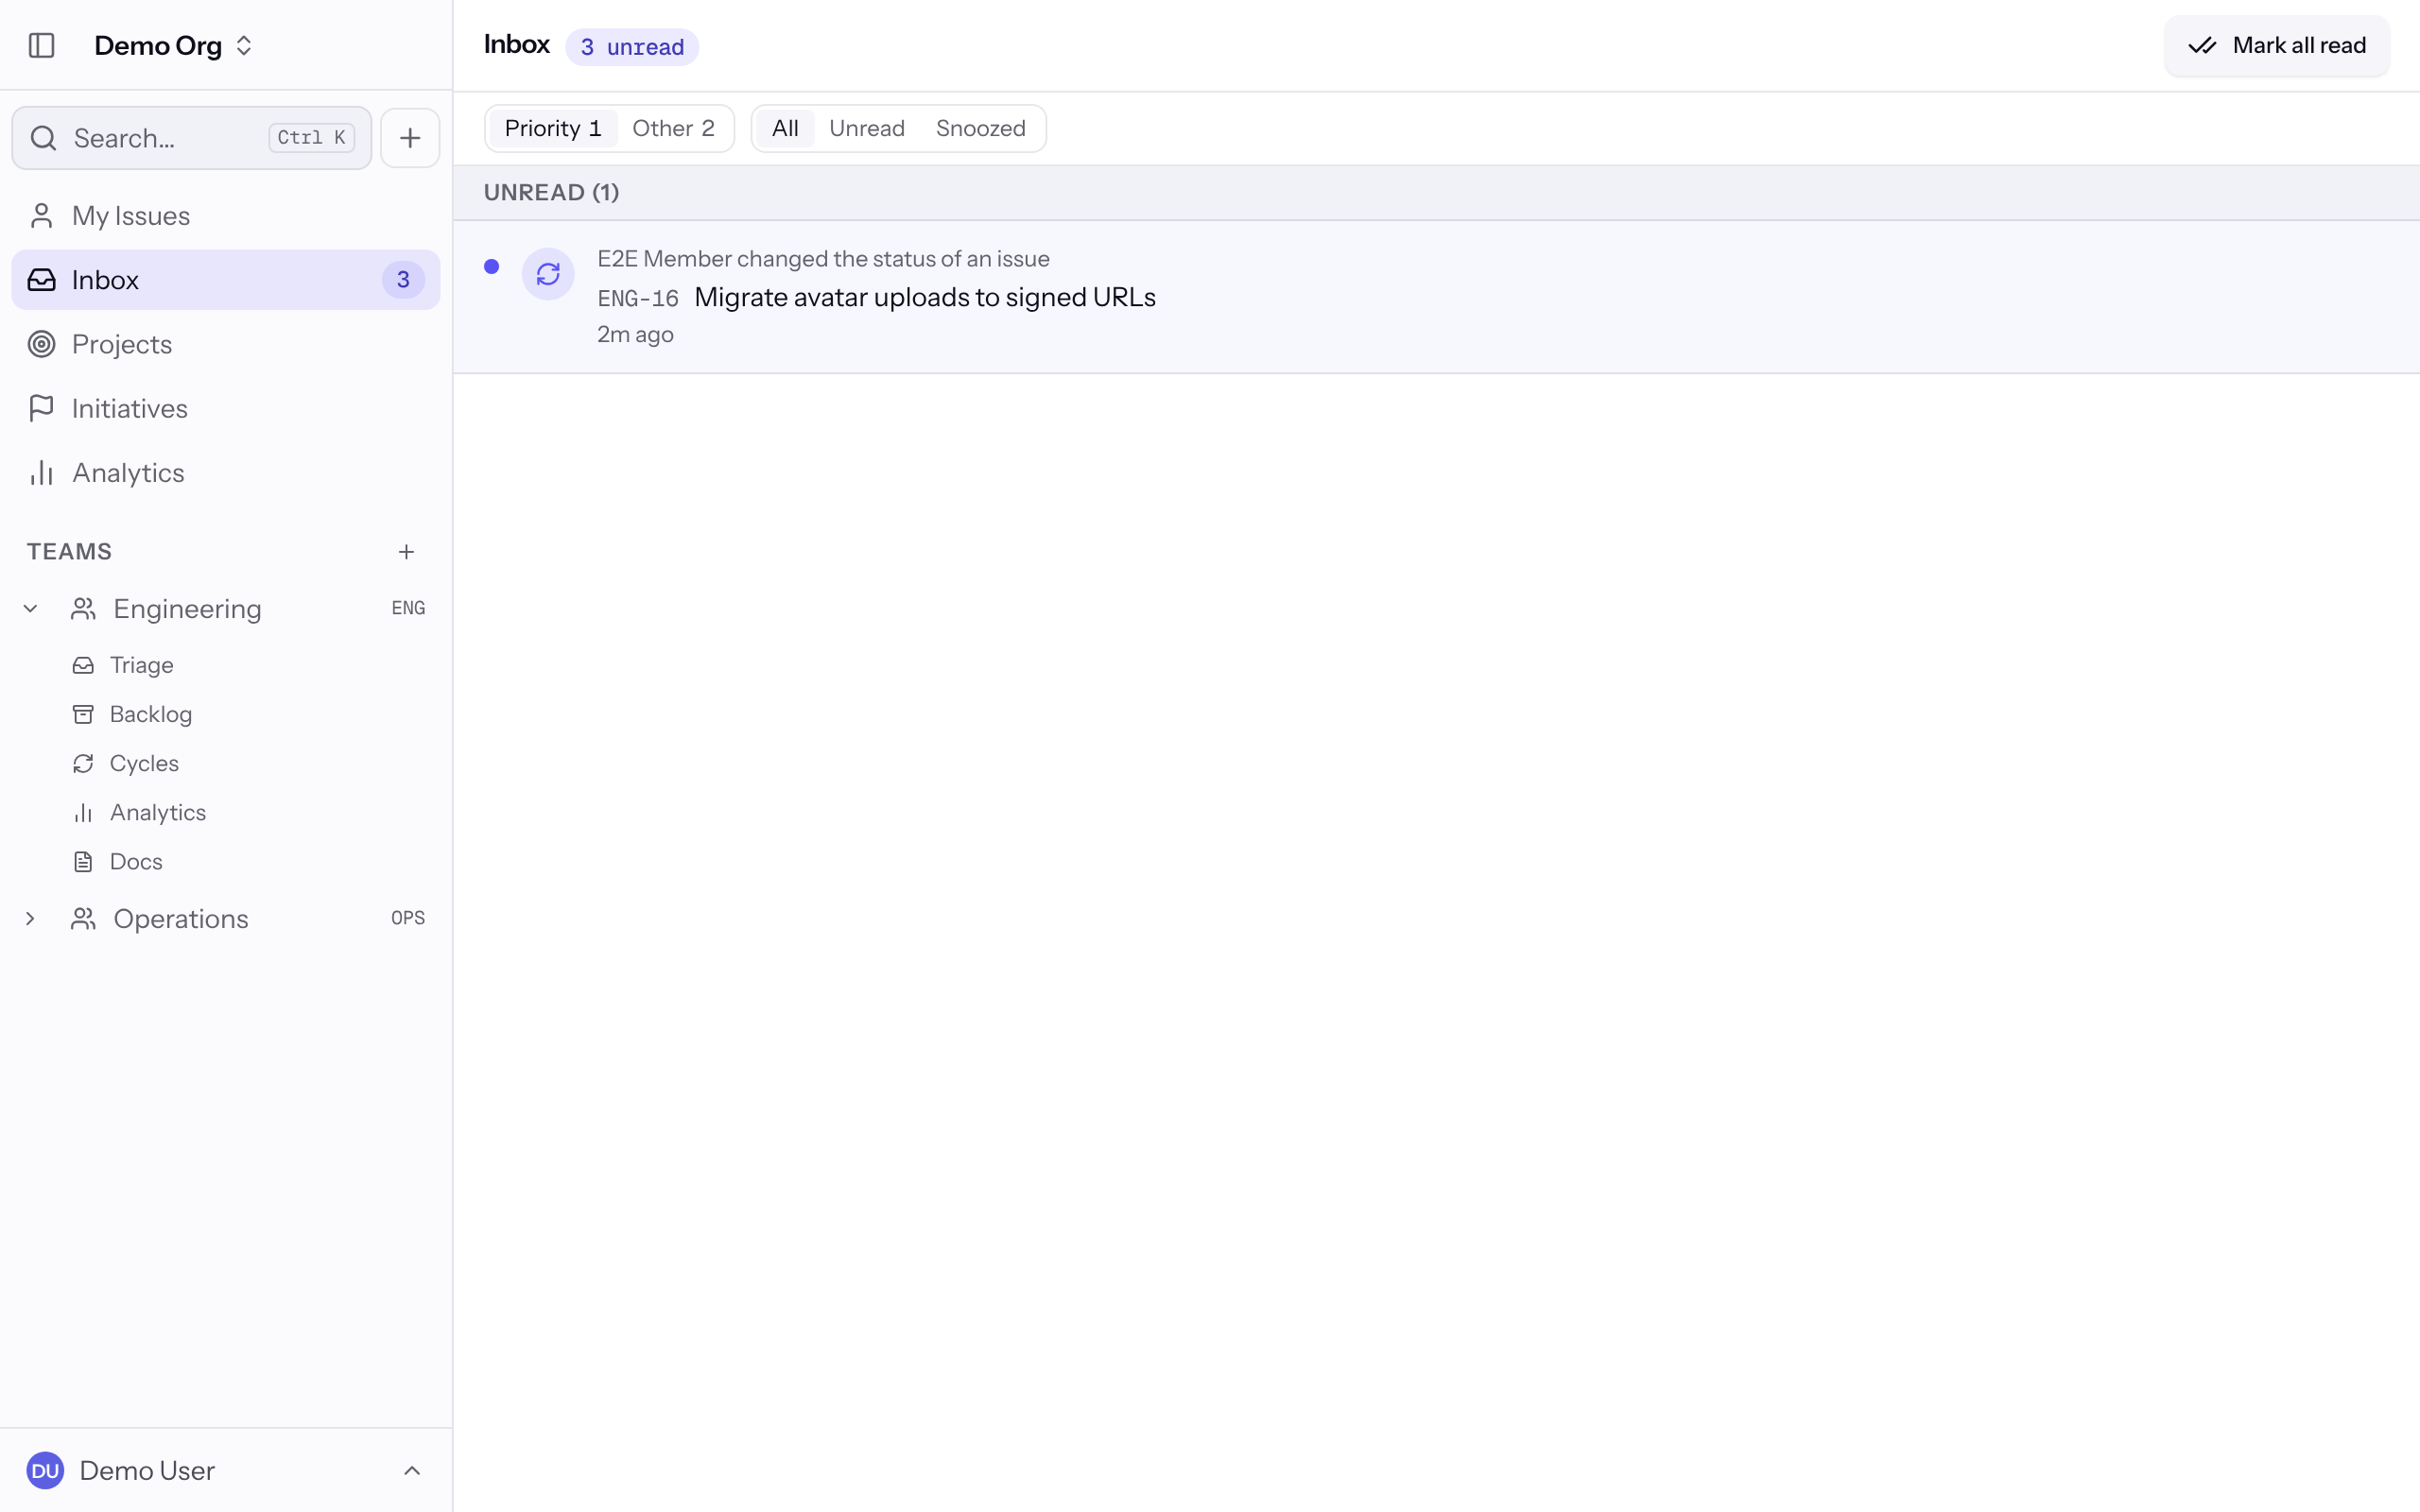 Demo Org
Search...
Ctrl K
My Issues
Inbox
3
Projects
Initiatives
Analytics
TEAMS
Engineering
ENG
Triage
Backlog
Cycles
Analytics
Docs
Operations
OPS
DU
Demo User
Inbox
3 unread
Mark all read
Priority 1
Other 2
All
Unread
Snoozed
UNREAD (1)
E2E Member changed the status of an issue
ENG-16 Migrate avatar uploads to signed URLs
2m ago